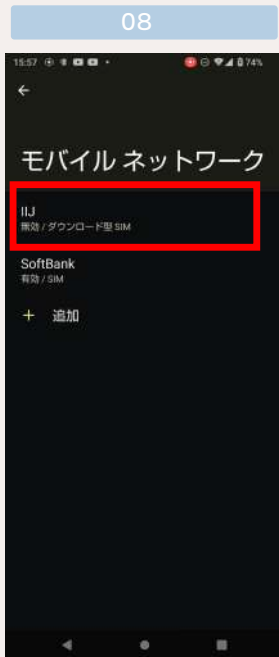 08
15:57
74%
モバイル ネットワーク
IIJ
無効 / ダウンロード型 SIM
SoftBank
有効 / SIM
+ 追加